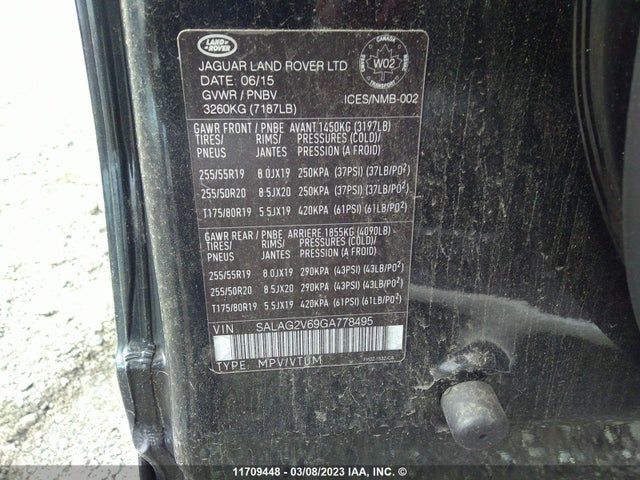 LAND ROVER
JAGUAR LAND ROVER LTD
DATE: 06/15
GVWR / PNBV
3260KG (7187LB)
CANADA
W02
TRANSPORT
ICES/NMB-002
GAWR FRONT / PNBE AVANT 1450KG (3197LB)
TIRES/ RIMS/ PRESSURES (COLD)/
PNEUS JANTES PRESSION (A FROID)
255/55R19 8.0JX19 250KPA (37PSI) (37LB/PO²)
255/50R20 8.5JX20 250KPA (37PSI) (37LB/PO²)
T175/80R19 5.5JX19 420KPA (61PSI) (61LB/PO²)
GAWR REAR / PNBE ARRIERE 1855KG (4090LB)
TIRES/ RIMS/ PRESSURES (COLD)/
PNEUS JANTES PRESSION (A FROID)
255/55R19 8.0JX19 290KPA (43PSI) (43LB/PO²)
255/50R20 8.5JX20 290KPA (43PSI) (43LB/PO²)
T175/80R19 5.5JX19 420KPA (61PSI) (61LB/PO²)
VIN: SALAG2V69GA778495
TYPE: MPV/VTUM
11709448 - 03/08/2023 IAA, INC. ©